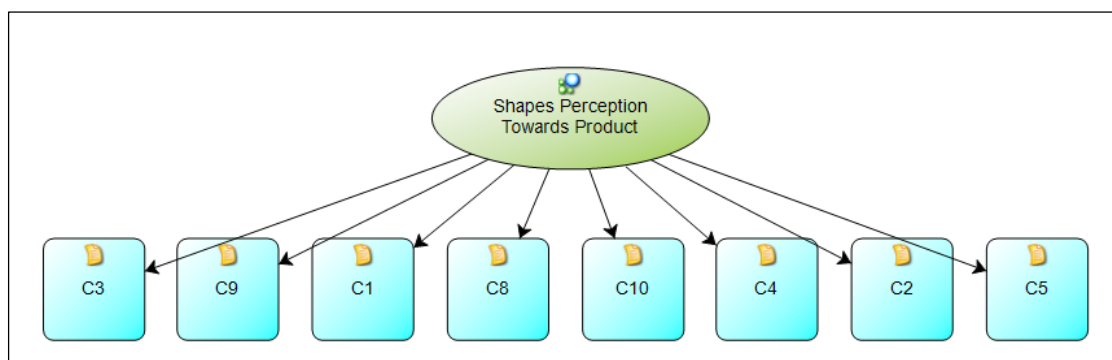 Shapes Perception
Towards Product
C3
C9
C1
C8
C10
C4
C2
C5